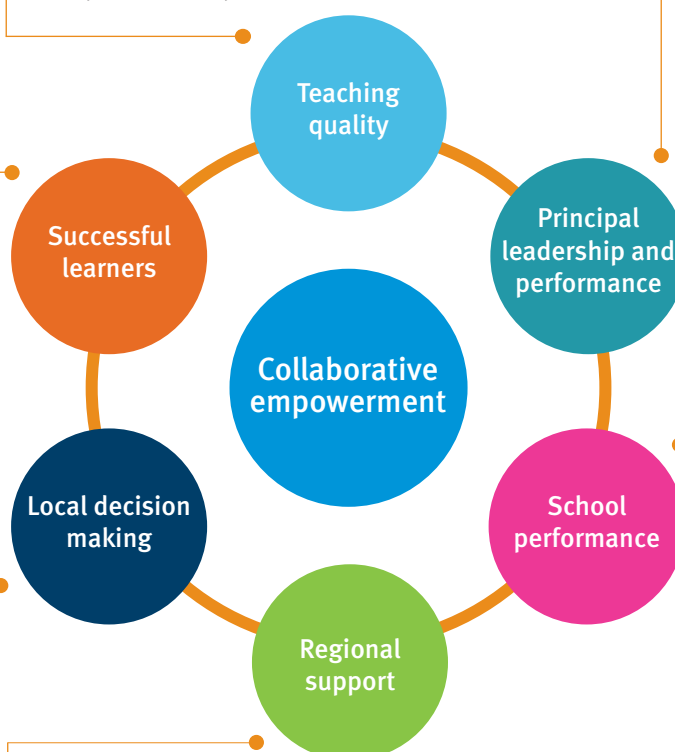 Teaching
quality
Successful
learners
Principal
leadership and
performance
Collaborative
empowerment
Local decision
making
School
performance
Regional
support